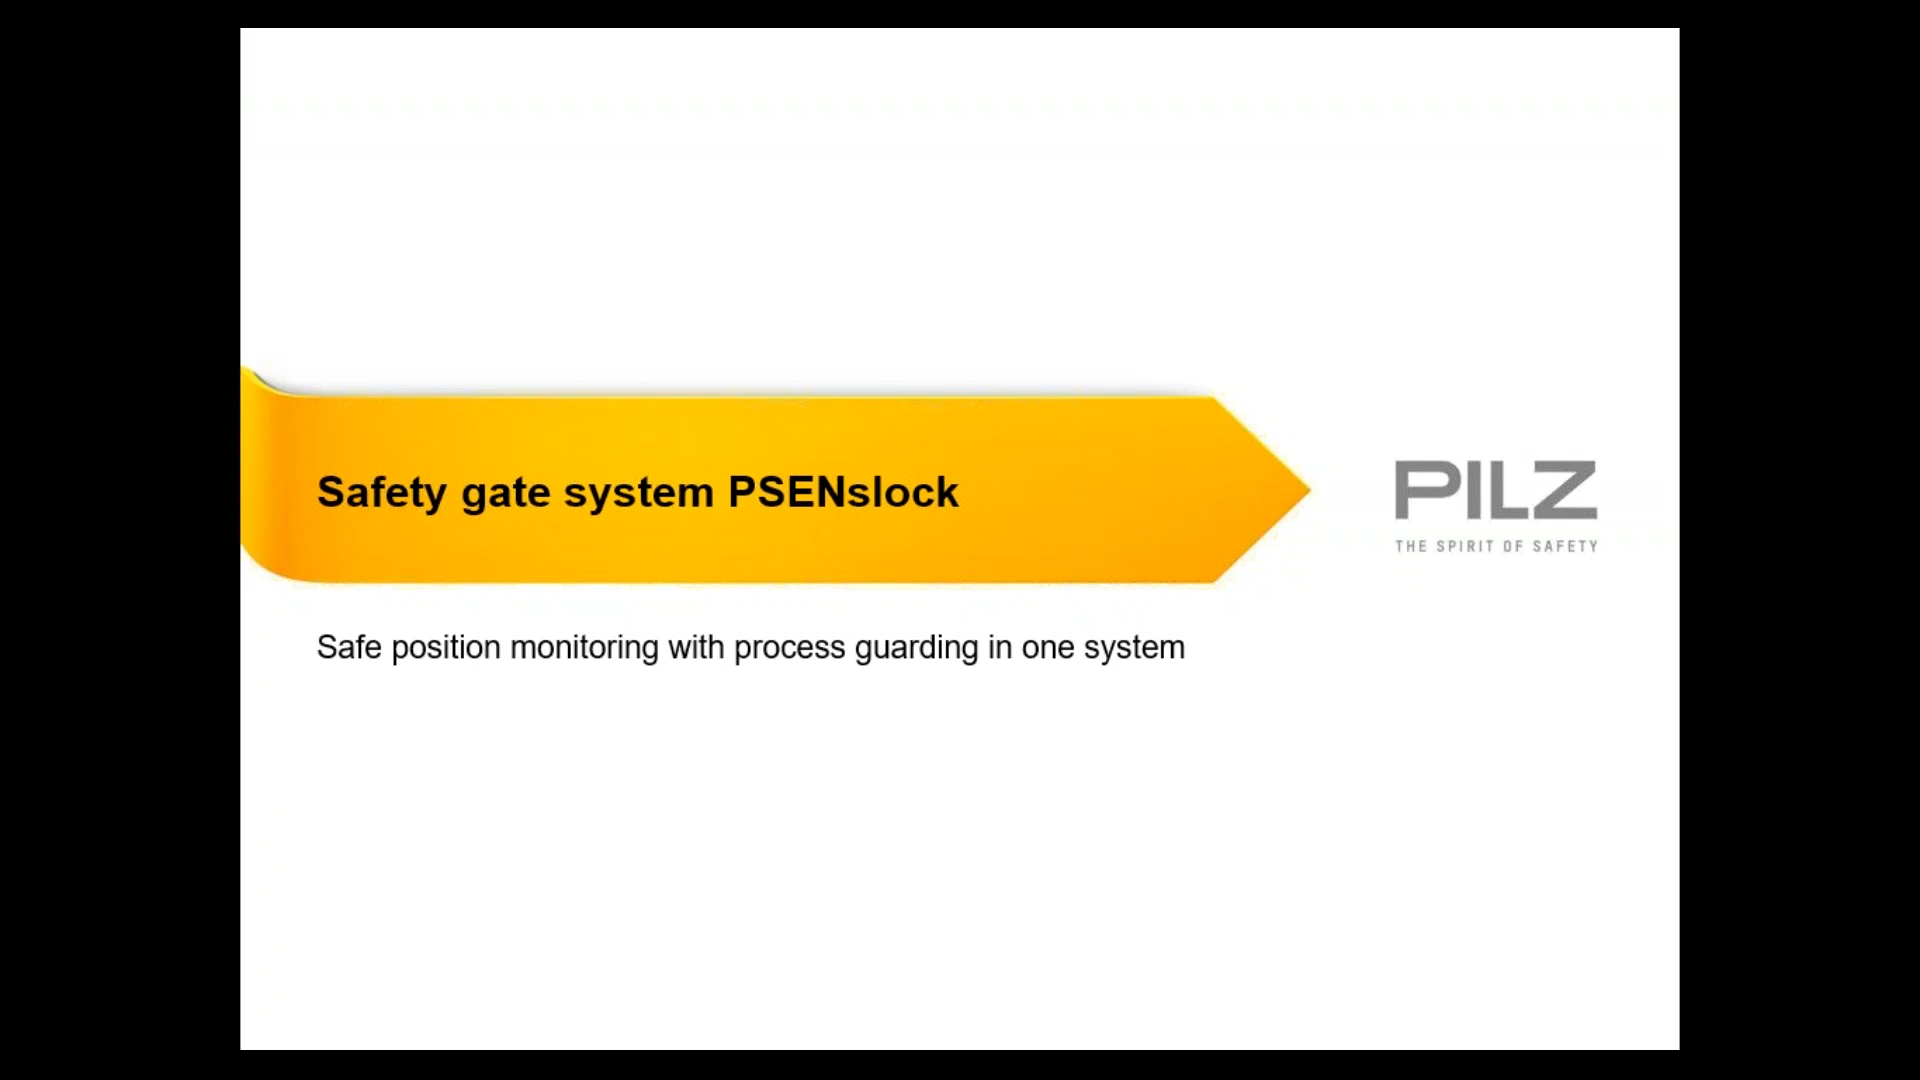 Safety gate system PSENslock
PILZ
THE SPIRIT OF SAFETY
Safe position monitoring with process guarding in one system